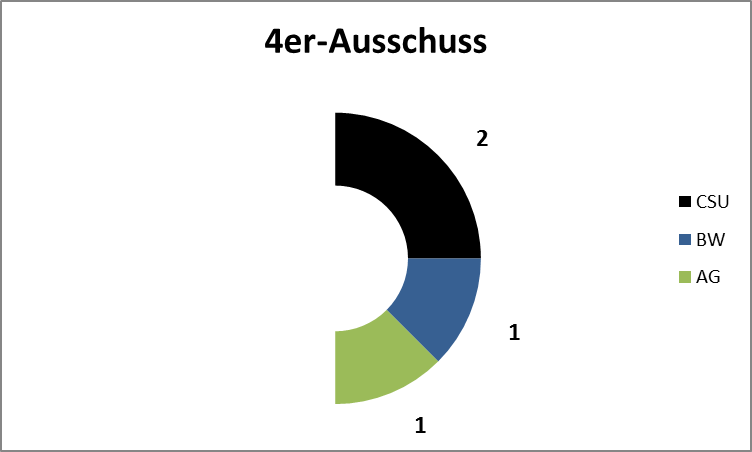 4er-Ausschuss
2
CSU
BW
AG
1
1